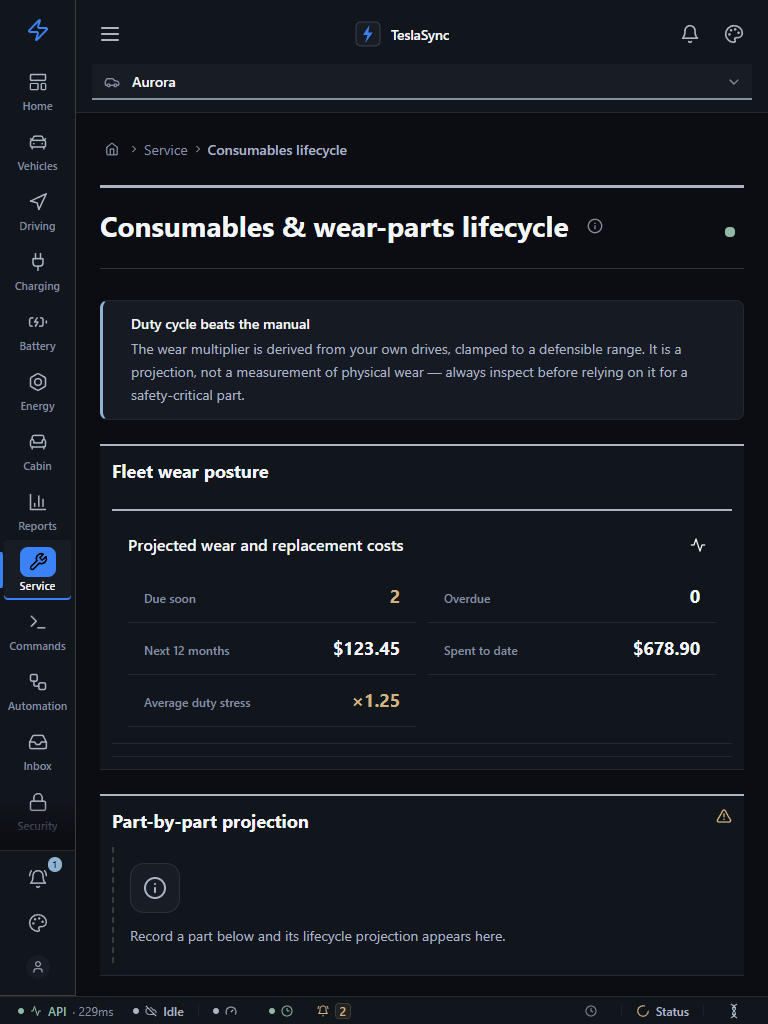 TeslaSync
Aurora
Home
Vehicles
Driving
Charging
Battery
Energy
Cabin
Reports
Service
Commands
Automation
Inbox
Security
1
Service
Consumables lifecycle
Consumables & wear-parts lifecycle
Duty cycle beats the manual
The wear multiplier is derived from your own drives, clamped to a defensible range. It is a
projection, not a measurement of physical wear — always inspect before relying on it for a
safety-critical part.
Fleet wear posture
Projected wear and replacement costs
Due soon 2
Overdue 0
Next 12 months $123.45
Spent to date $678.90
Average duty stress ×1.25
Part-by-part projection
Record a part below and its lifecycle projection appears here.
API · 229ms
Idle
2
Status